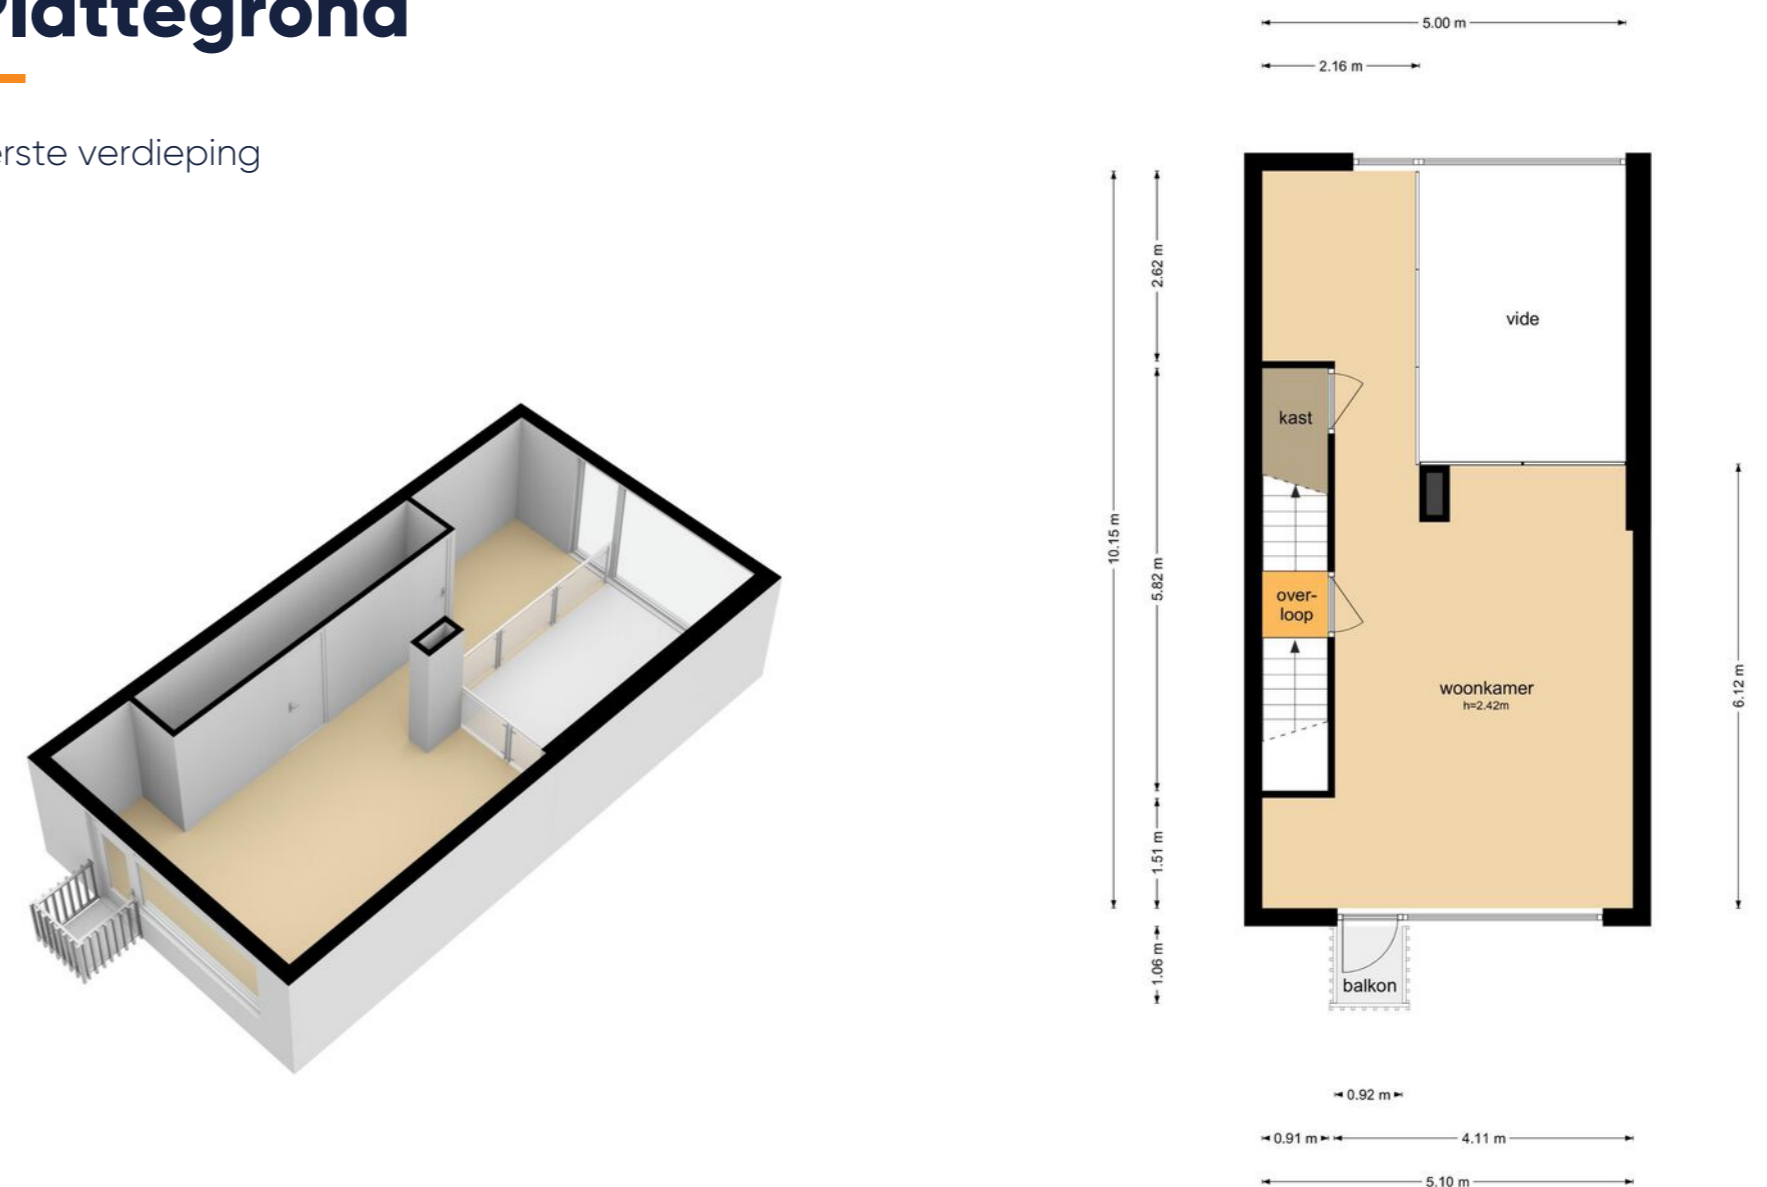 Plattegrond
erste verdieping
5.00 m
2.16 m
2.62 m
vide
kast
10.15 m
5.82 m
over-
loop
woonkamer
h=2.42m
6.12 m
1.51 m
1.06 m
balkon
0.92 m
0.91 m
4.11 m
5.10 m